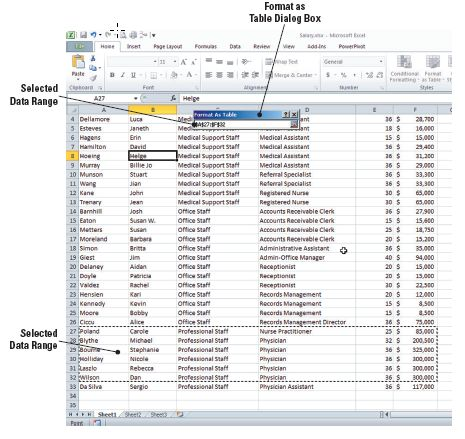 Format as
Table Dialog Box
Salary.xlsx - Microsoft Excel
File Home Insert Page Layout Formulas Data Review View Add-Ins PowerPivot
Paste
11
Wrap Text
General
Merge & Center
Conditional Format
Formatting as Table
Clipboard Font Alignment Number Styles
Selected
Data Range
A27 fx Helge
A B D E F
Format As Table
$A$27:$F$32
4 Dellamore Luca 36 $ 28,700
5 Esteves Janeth Medical Support Staff Medical Assistant 18 $ 16,000
6 Hagens Erin Medical Support Staff Medical Assistant 15 $ 15,000
7 Hamilton David Medical Support Staff Medical Assistant 36 $ 29,400
8 Hoeing Helge Medical Support Staff Medical Assistant 36 $ 31,200
9 Murray Billie Jo Medical Support Staff Medical Assistant 36 $ 29,000
10 Munson Stuart Medical Support Staff Referral Specialist 36 $ 33,300
11 Wang Jian Medical Support Staff Referral Specialist 36 $ 33,300
12 Kane John Medical Support Staff Registered Nurse 30 $ 65,000
13 Trenary Jean Medical Support Staff Registered Nurse 30 $ 65,000
14 Barnhill Josh Office Staff Accounts Receivable Clerk 36 $ 27,900
15 Eaton Susan W. Office Staff Accounts Receivable Clerk 15 $ 15,600
16 Metters Susan Office Staff Accounts Receivable Clerk 25 $ 18,750
17 Moreland Barbara Office Staff Accounts Receivable Clerk 20 $ 15,200
18 Simon Britta Office Staff Administrative Assistant 36 $ 85,000
19 Giest Jim Office Staff Admin-Office Manager 40 $ 94,000
20 Delaney Aidan Office Staff Receptionist 20 $ 15,000
21 Doyle Patricia Office Staff Receptionist 20 $ 15,000
22 Valdez Rachel Office Staff Receptionist 30 $ 22,500
23 Henslen Kari Office Staff Records Management 20 $ 12,000
24 Kennedy Kevin Office Staff Records Management 15 $ 8,500
25 Moore Bobby Office Staff Records Management 15 $ 8,500
26 Ciccu Alice Office Staff Records Management Director 36 $ 75,000
Selected
Data Range
27 Poland Carole Professional Staff Nurse Practitioner 25 $ 85,000
28 Blythe Michael Professional Staff Physician 32 $ 200,500
29 Bourne Stephanie Professional Staff Physician 36 $ 325,000
30 Holliday Nicole Professional Staff Physician 36 $ 300,000
31 Laszlo Rebecca Professional Staff Physician 36 $ 300,000
32 Wilson Dan Professional Staff Physician 36 $ 300,000
33 Da Silva Sergio Professional Staff Physician Assistant 36 $ 117,000
34
35
Sheet1 Sheet2 Sheet3
Point